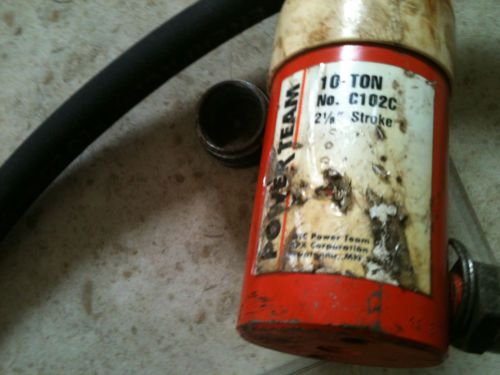 10-TON
No. C102C
2⅛" Stroke
POWER TEAM
Power Team
Corporation